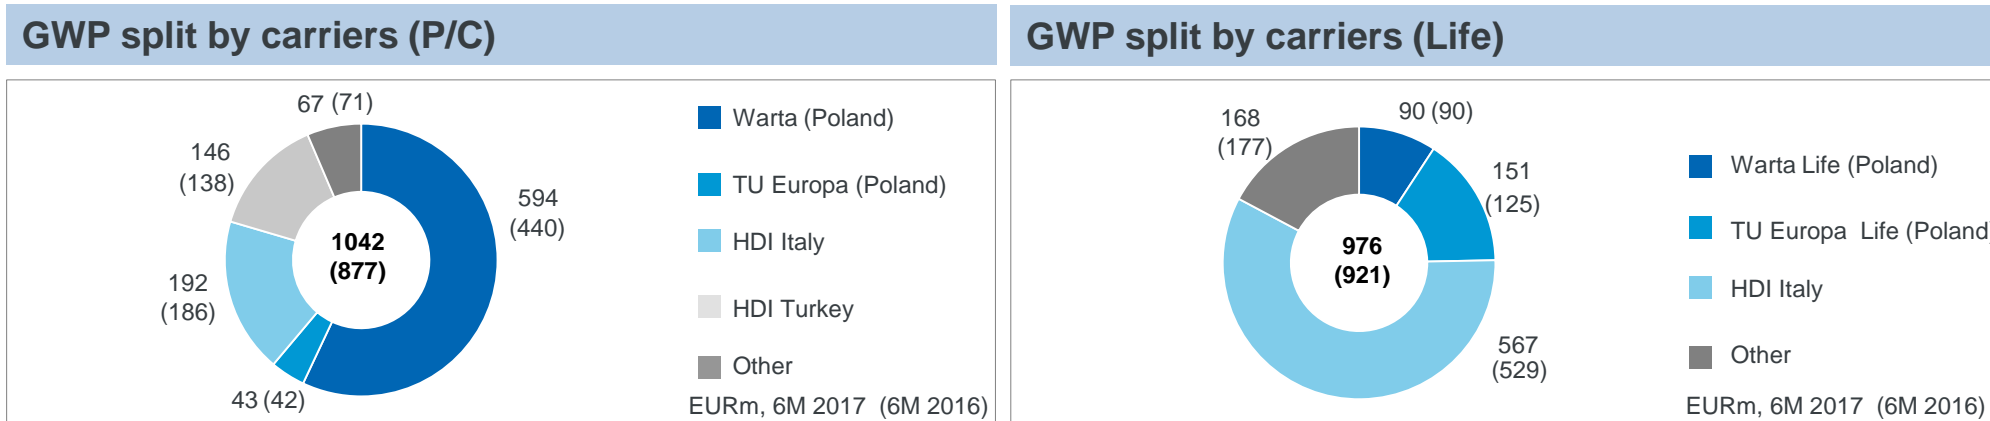 GWP split by carriers (P/C)
67 (71)
146
(138)
192
(186)
43 (42)
594
(440)
1042
(877)
Warta (Poland)
TU Europa (Poland)
HDI Italy
HDI Turkey
Other
EURm, 6M 2017 (6M 2016)
GWP split by carriers (Life)
168
(177)
90 (90)
151
(125)
976
(921)
567
(529)
Warta Life (Poland)
TU Europa Life (Poland)
HDI Italy
Other
EURm, 6M 2017 (6M 2016)